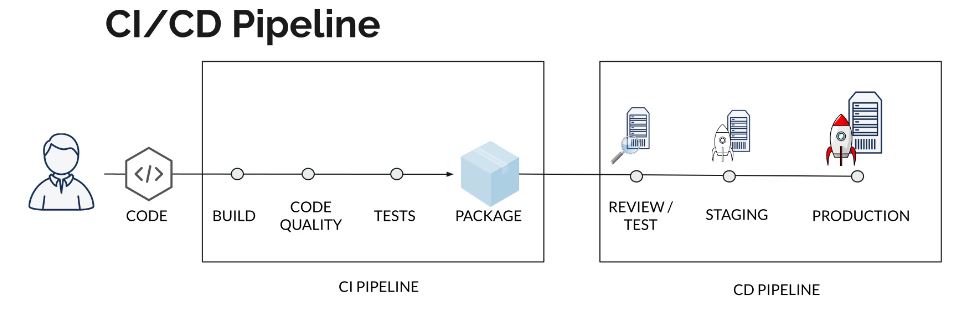 CI/CD Pipeline
</>
CODE
BUILD
CODE
QUALITY
TESTS
PACKAGE
CI PIPELINE
REVIEW /
TEST
STAGING
PRODUCTION
CD PIPELINE